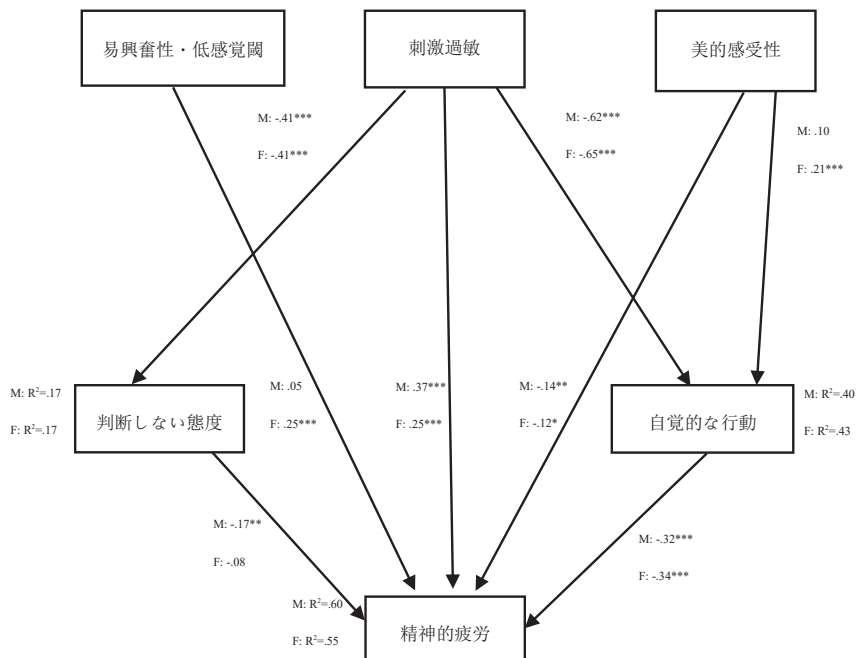 易興奮性・低感覚閾
刺激過敏
美的感受性
M: -.41***
F: -.41***
M: -.62***
F: -.65***
M: .10
F: .21***
M: R²=.17
F: R²=.17
判断しない態度
M: .05
F: .25***
M: .37***
F: .25***
M: -.14**
F: -.12*
自覚的な行動
M: R²=.40
F: R²=.43
M: -.17**
F: -.08
M: -.32***
F: -.34***
M: R²=.60
F: R²=.55
精神的疲労